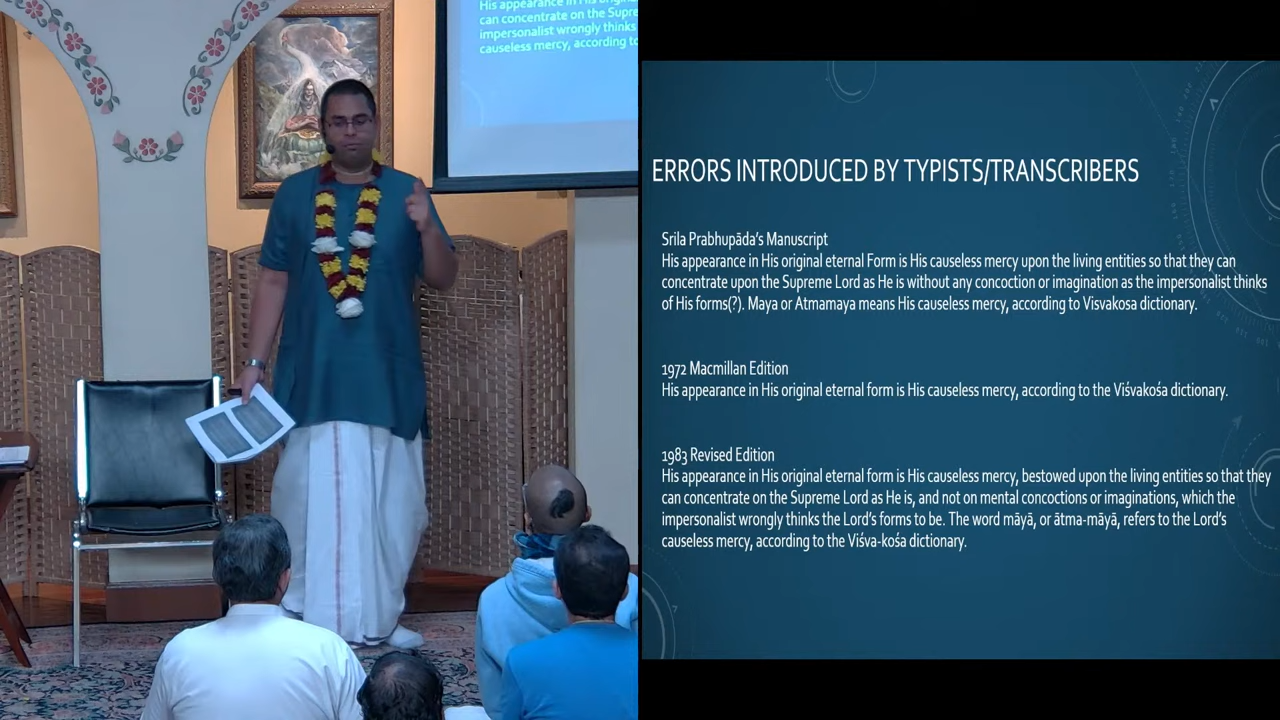 His appearance in His
can concentrate on the Supre
impersonalist wrongly thinks
causeless mercy, according to
ERRORS INTRODUCED BY TYPISTS/TRANSCRIBERS
Srila Prabhupāda's Manuscript
His appearance in His original eternal Form is His causeless mercy upon the living entities so that they can
concentrate upon the Supreme Lord as He is without any concoction or imagination as the impersonalist thinks
of His forms(?). Maya or Atmamaya means His causeless mercy, according to Visvakosa dictionary.
1972 Macmillan Edition
His appearance in His original eternal form is His causeless mercy, according to the Viśvakośa dictionary.
1983 Revised Edition
His appearance in His original eternal form is His causeless mercy, bestowed upon the living entities so that they
can concentrate on the Supreme Lord as He is, and not on mental concoctions or imaginations, which the
impersonalist wrongly thinks the Lord's forms to be. The word māyā, or ātma-māyā, refers to the Lord's
causeless mercy, according to the Viśva-kośa dictionary.